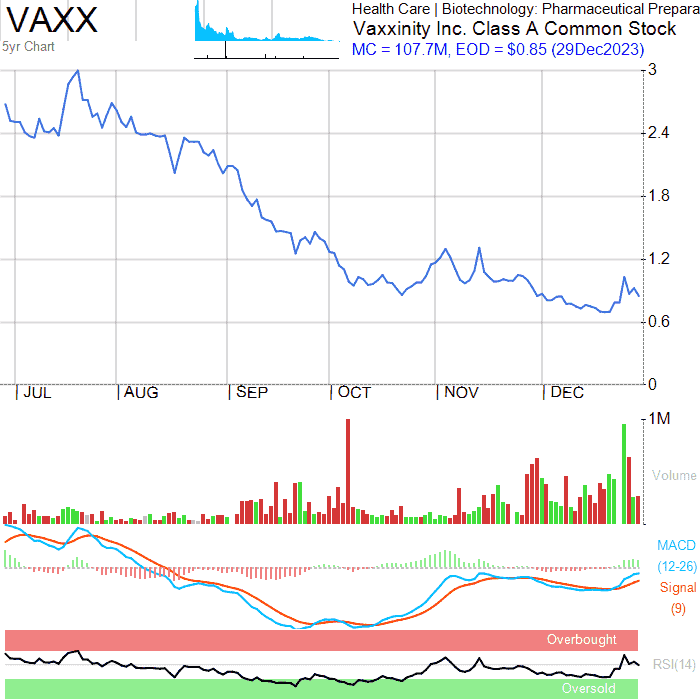 VAXX
5yr Chart
Health Care | Biotechnology: Pharmaceutical Prepara
Vaxxinity Inc. Class A Common Stock
MC = 107.7M, EOD = $0.85 (29Dec2023)
3
2.4
1.8
1.2
0.6
0
JUL AUG SEP OCT NOV DEC
1M
Volume
MACD
(12-26)
Signal
(9)
Overbought
RSI(14)
Oversold